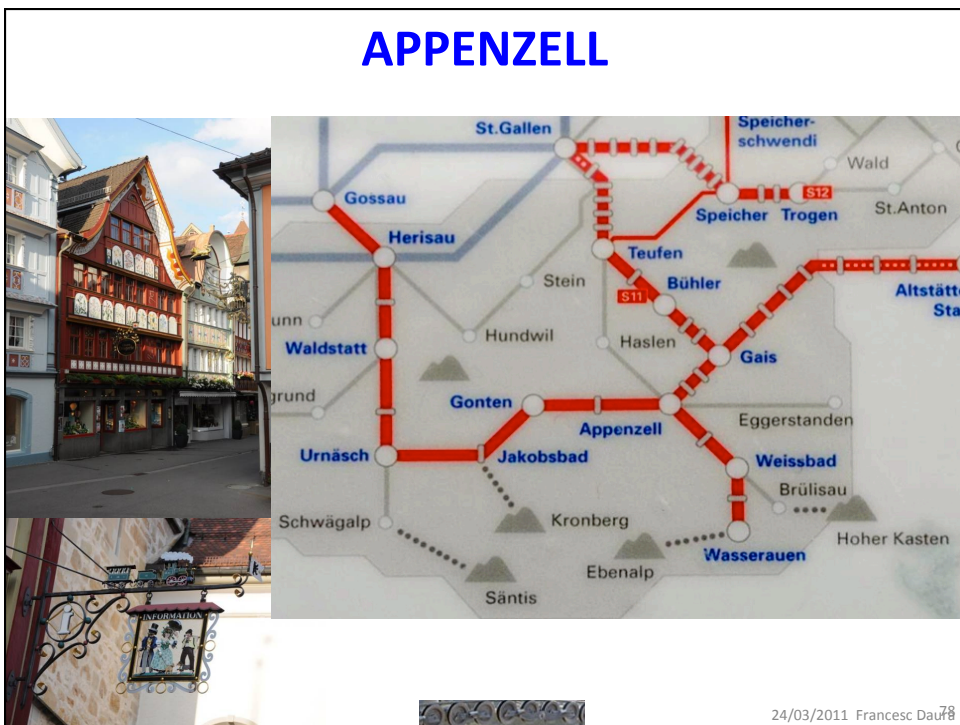 APPENZELL
St.Gallen
Speicher-
schwendi
Wald
Gossau
S12
Speicher Trogen
St.Anton
Herisau
Teufen
Stein
Bühler
S11
Altstätte
Sta
unn
Hundwil
Haslen
Waldstatt
Gais
grund
Gonten
Appenzell
Eggerstanden
Urnäsch
Jakobsbad
Weissbad
Brülisau
Schwägalp
Kronberg
Hoher Kasten
Ebenalp
Wasserauen
Säntis
i
INFORMATION
24/03/2011 Francesc Daura
78